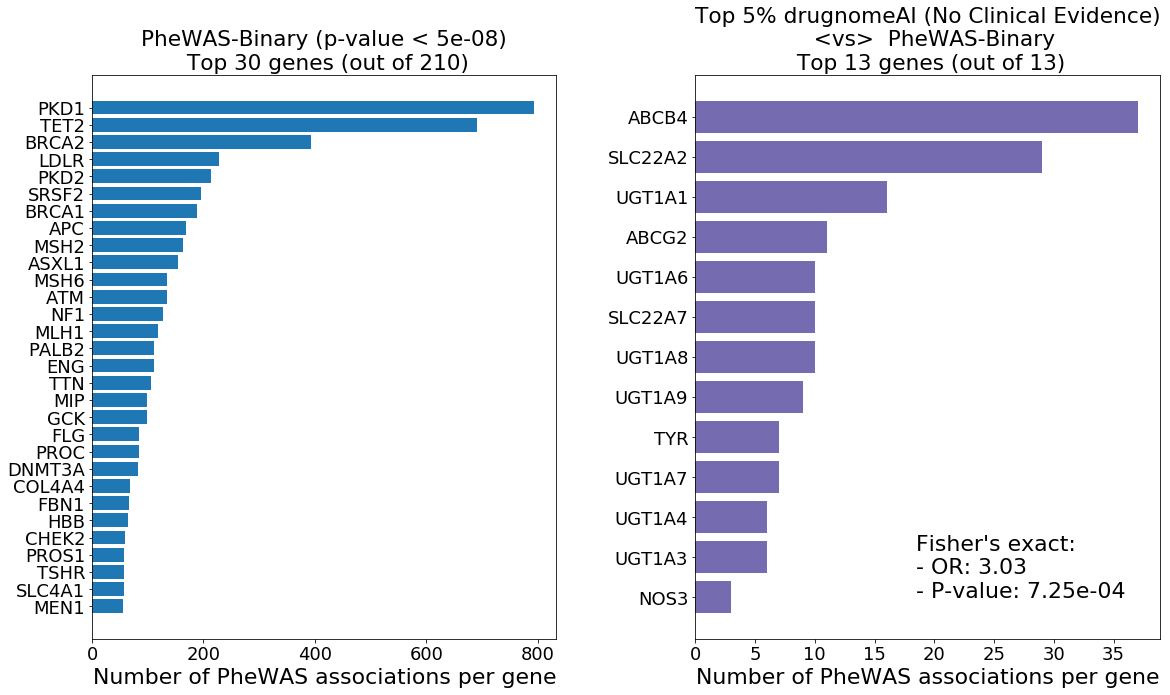 PheWAS-Binary (p-value < 5e-08)
Top 30 genes (out of 210)
PKD1
TET2
BRCA2
LDLR
PKD2
SRSF2
BRCA1
APC
MSH2
ASXL1
MSH6
ATM
NF1
MLH1
PALB2
ENG
TTN
MIP
GCK
FLG
PROC
DNMT3A
COL4A4
FBN1
HBB
CHEK2
PROS1
TSHR
SLC4A1
MEN1
0 200 400 600 800
Number of PheWAS associations per gene
Top 5% drugnomeAI (No Clinical Evidence)
<vs> PheWAS-Binary
Top 13 genes (out of 13)
ABCB4
SLC22A2
UGT1A1
ABCG2
UGT1A6
SLC22A7
UGT1A8
UGT1A9
TYR
UGT1A7
UGT1A4
UGT1A3
NOS3
Fisher's exact:
- OR: 3.03
- P-value: 7.25e-04
0 5 10 15 20 25 30 35
Number of PheWAS associations per gene